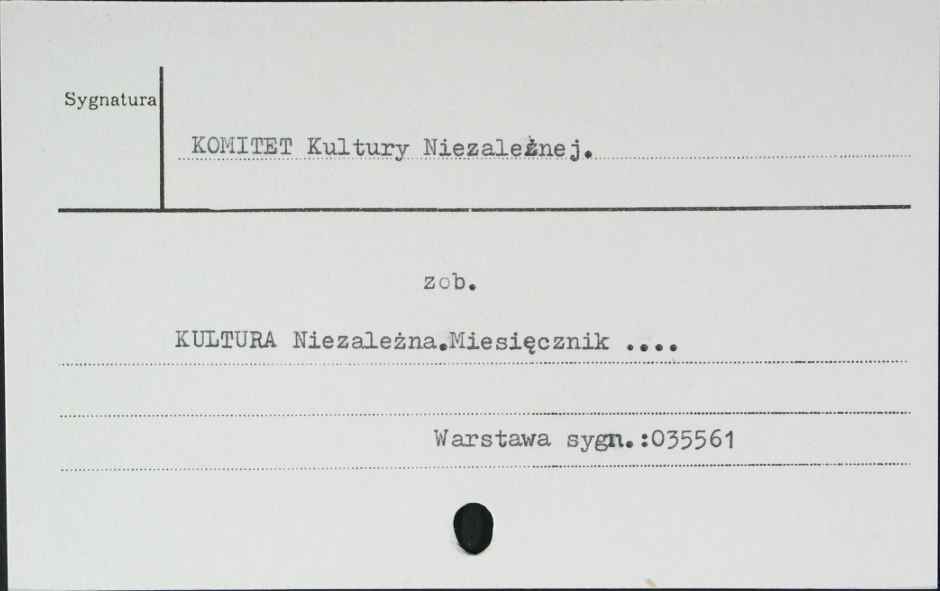 Sygnatura
KOMITET Kultury Niezależnej.
zob.
KULTURA Niezależna.Miesięcznik ....
Warstawa sygn.:035561